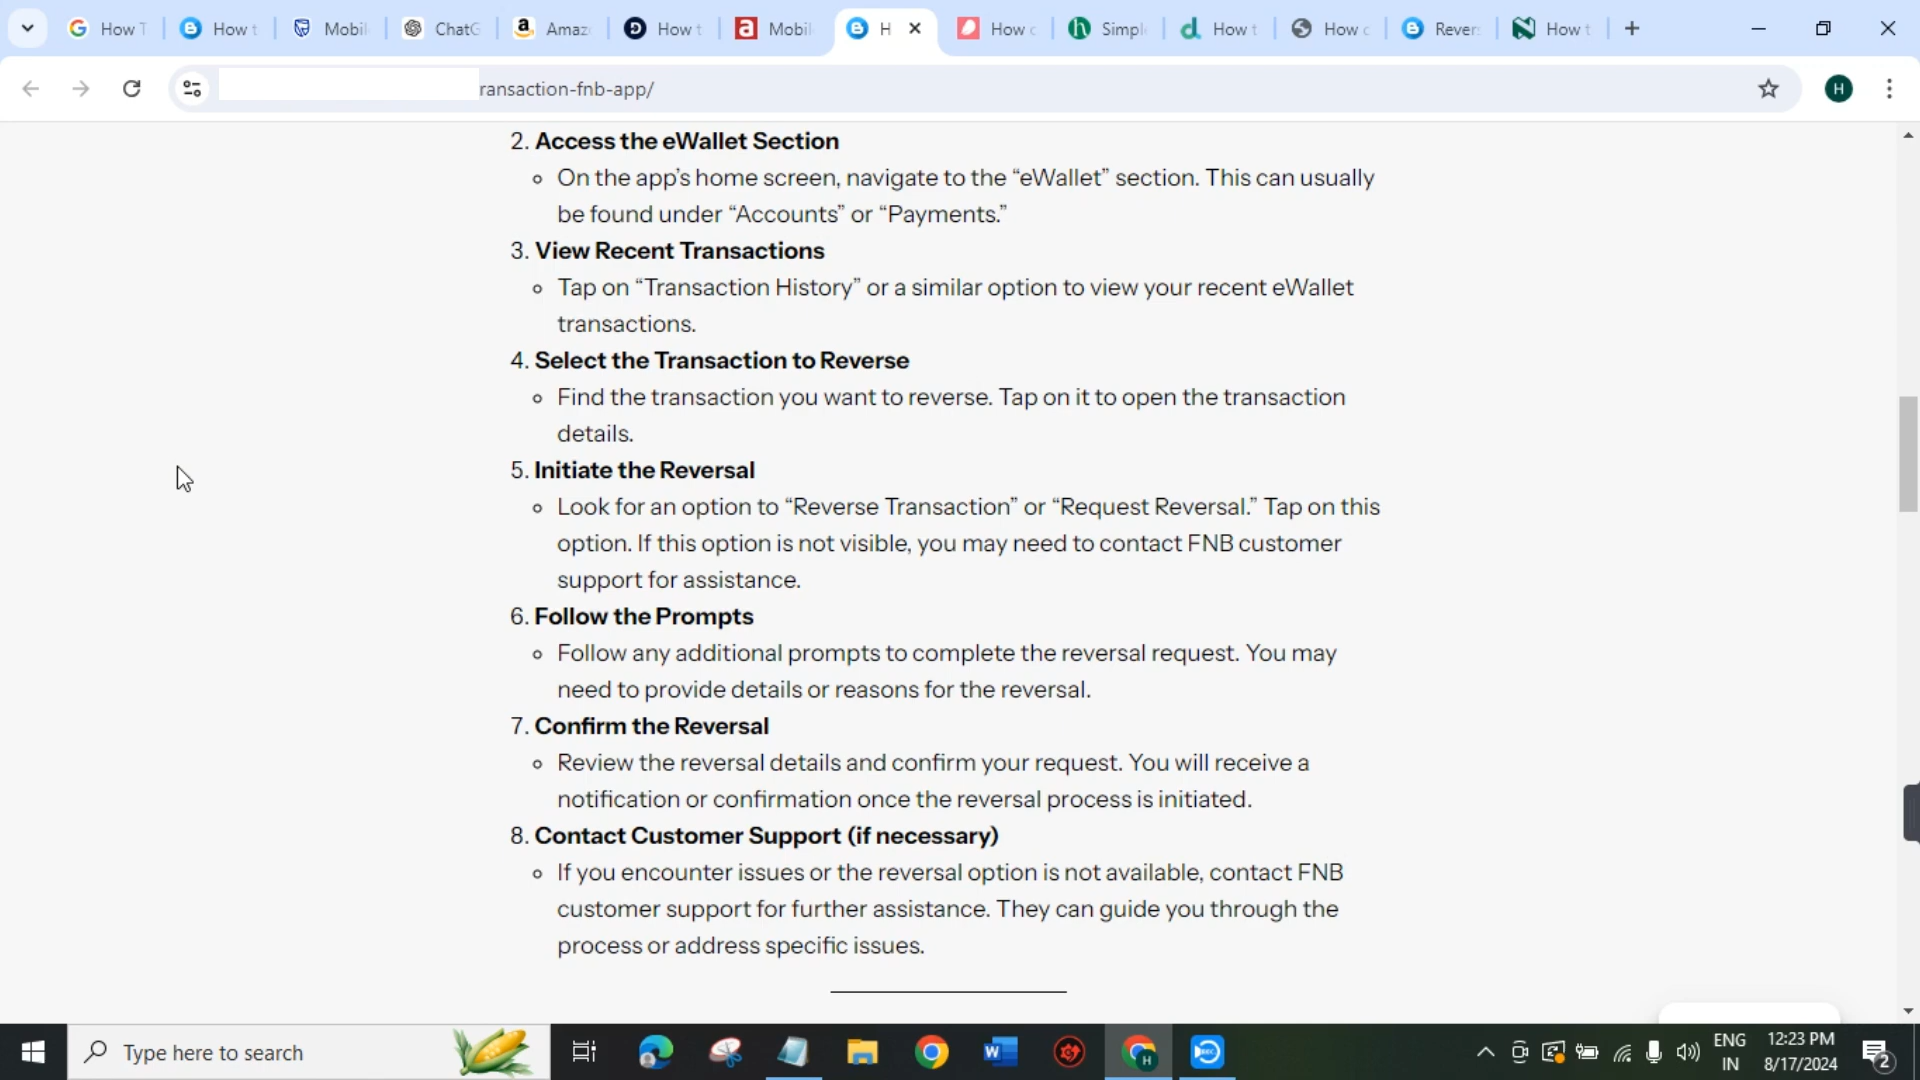 How T
How t
Mobil
ChatG
Amaz
How t
Mobil
H
How c
Simpl
How t
How c
Rever
How t
ransaction-fnb-app/
H
2. Access the eWallet Section
On the app’s home screen, navigate to the “eWallet” section. This can usually
be found under “Accounts” or “Payments.”
3. View Recent Transactions
Tap on “Transaction History” or a similar option to view your recent eWallet
transactions.
4. Select the Transaction to Reverse
Find the transaction you want to reverse. Tap on it to open the transaction
details.
5. Initiate the Reversal
Look for an option to “Reverse Transaction” or “Request Reversal.” Tap on this
option. If this option is not visible, you may need to contact FNB customer
support for assistance.
6. Follow the Prompts
Follow any additional prompts to complete the reversal request. You may
need to provide details or reasons for the reversal.
7. Confirm the Reversal
Review the reversal details and confirm your request. You will receive a
notification or confirmation once the reversal process is initiated.
8. Contact Customer Support (if necessary)
If you encounter issues or the reversal option is not available, contact FNB
customer support for further assistance. They can guide you through the
process or address specific issues.
Type here to search
ENG
IN
12:23 PM
8/17/2024
2